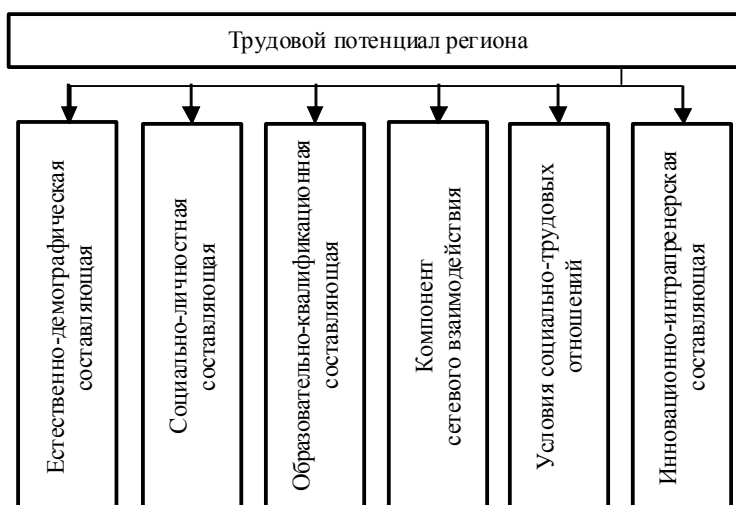 Трудовой потенциал региона
Естественно-демографическая
составляющая
Социально-личностная
составляющая
Образовательно-квалификационная
составляющая
Компонент
сетевого взаимодействия
Условия социально-трудовых
отношений
Инновационно-интрапренерская
составляющая